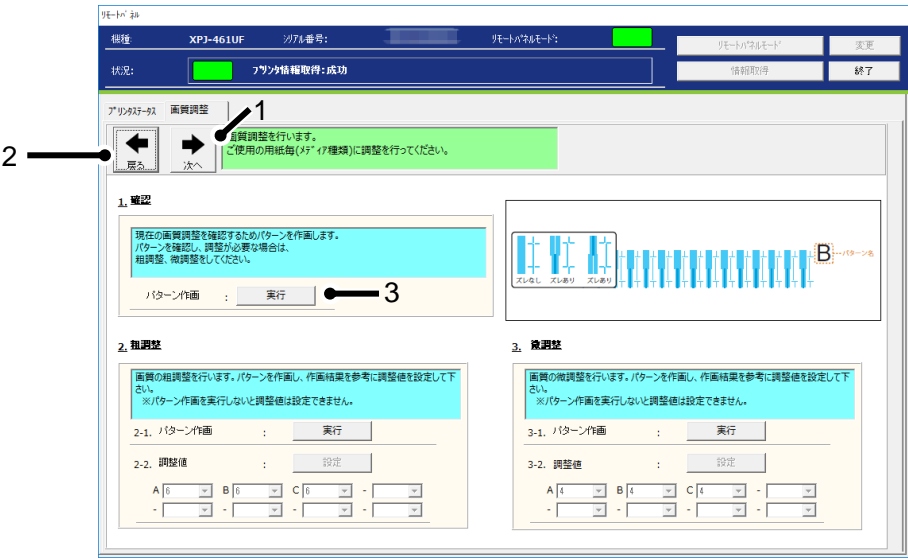 リモートパネル
機種: XPJ-461UF シリアル番号: リモートパネルモード: リモートパネルモード 変更
状況: プリンタ情報取得:成功 情報取得 終了
プリンタステータス 画質調整
1
2
戻る 次へ
画質調整を行います。
ご使用の用紙毎(メディア種類)に調整を行ってください。
1. 確認
現在の画質調整を確認するためパターンを作画します。
パターンを確認し、調整が必要な場合は、
粗調整、微調整をしてください。
パターン作画 : 実行
3
ズレなし ズレあり ズレあり
B パターン名
2. 粗調整
画質の粗調整を行います。パターンを作画し、作画結果を参考に調整値を設定して下
さい。
※パターン作画を実行しないと調整値は設定できません。
2-1. パターン作画 : 実行
2-2. 調整値 : 設定
A 6 B 6 C 6 -
- - - -
3. 微調整
画質の微調整を行います。パターンを作画し、作画結果を参考に調整値を設定して下
さい。
※パターン作画を実行しないと調整値は設定できません。
3-1. パターン作画 : 実行
3-2. 調整値 : 設定
A 4 B 4 C 4 -
- - - -